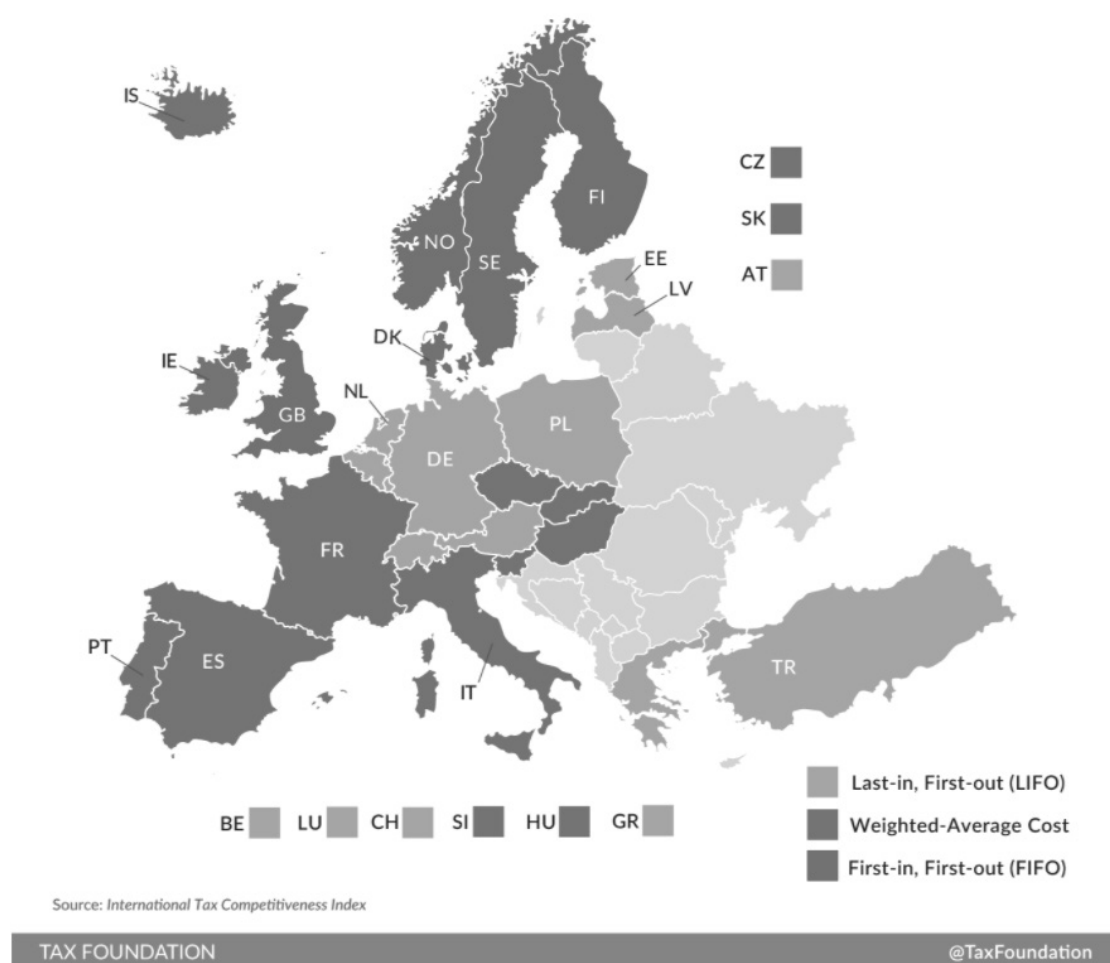 IS
CZ
FI
SK
NO
SE
EE
AT
LV
DK
IE
NL
GB
PL
DE
FR
PT
ES
IT
TR
Last-in, First-out (LIFO)
BE LU CH SI HU GR
Weighted-Average Cost
First-in, First-out (FIFO)
Source: International Tax Competitiveness Index
TAX FOUNDATION @TaxFoundation